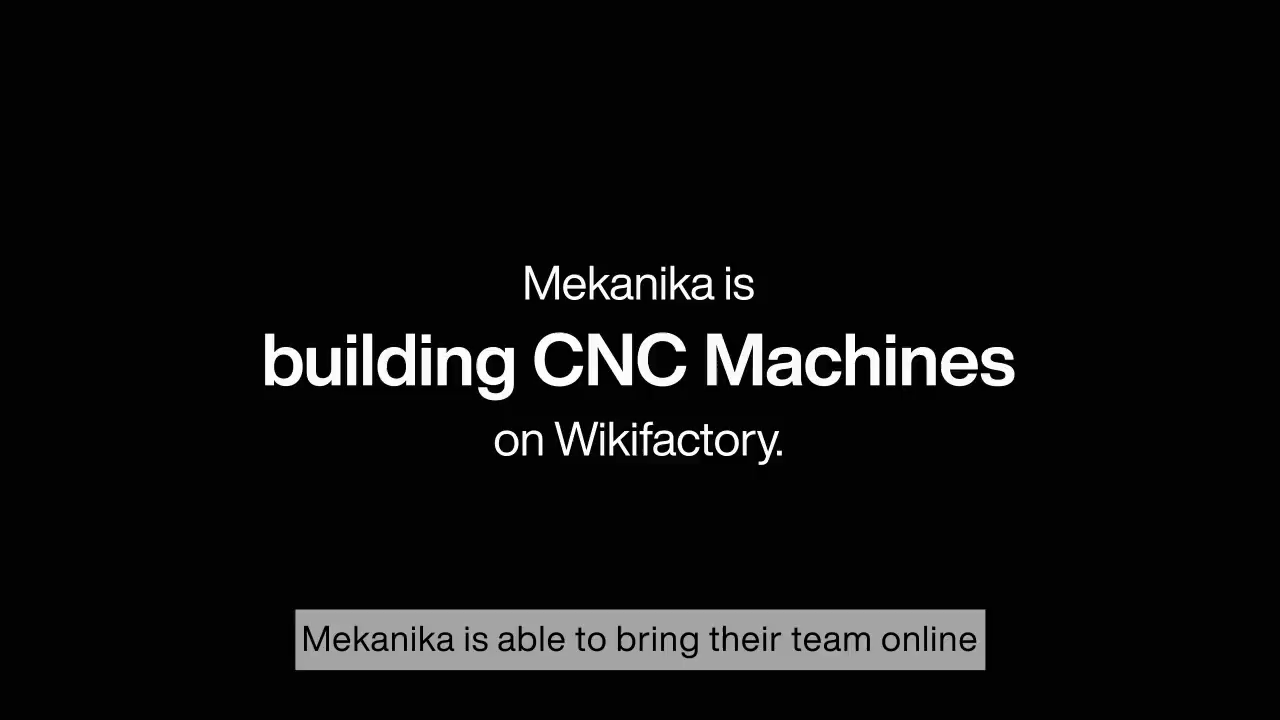 Mekanika is
building CNC Machines
on Wikifactory.
Mekanika is able to bring their team online